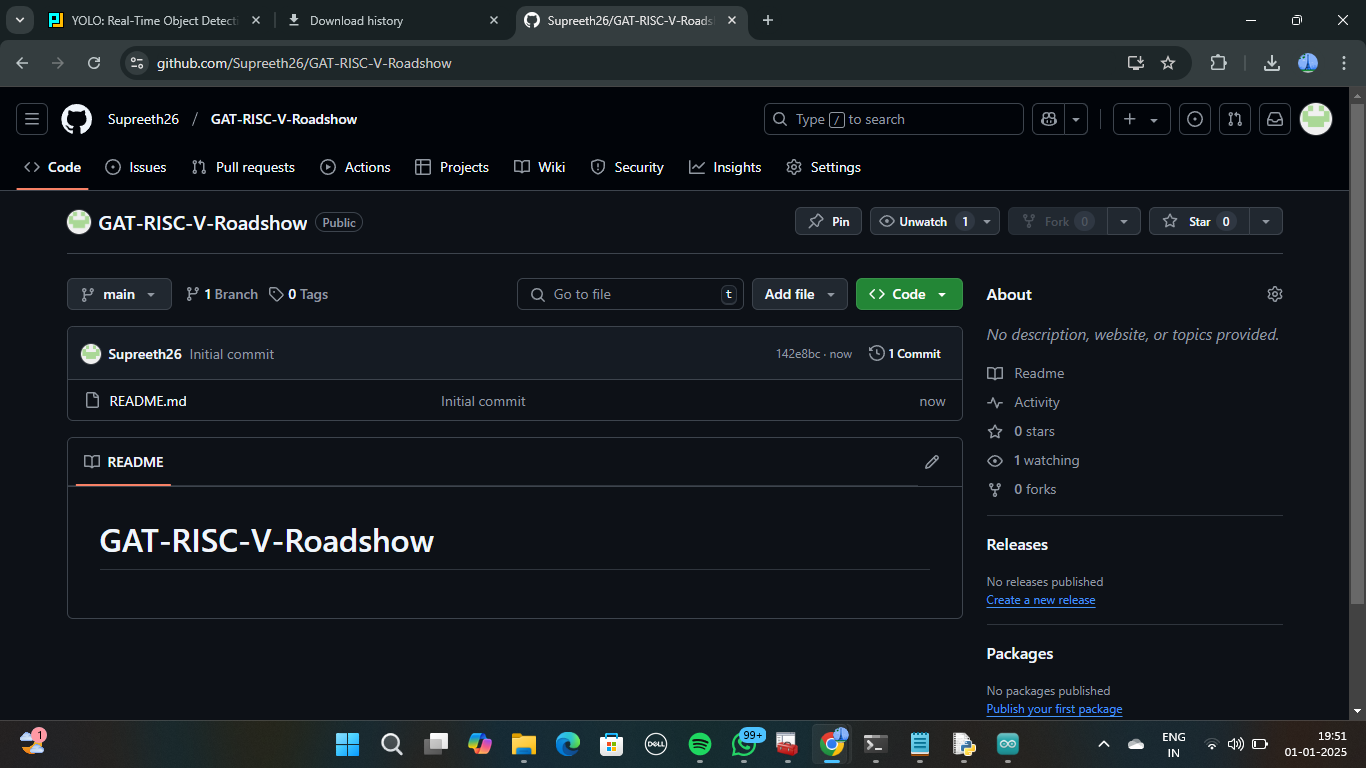 YOLO: Real-Time Object Detecti
Download history
Supreeth26/GAT-RISC-V-Roads
github.com/Supreeth26/GAT-RISC-V-Roadshow
Supreeth26 / GAT-RISC-V-Roadshow
Type / to search
Code Issues Pull requests Actions Projects Wiki Security Insights Settings
GAT-RISC-V-Roadshow Public
Pin Unwatch 1 Fork 0 Star 0
main 1 Branch 0 Tags Go to file t Add file Code
Supreeth26 Initial commit 142e8bc · now 1 Commit
README.md Initial commit now
README
GAT-RISC-V-Roadshow
About
No description, website, or topics provided.
Readme
Activity
0 stars
1 watching
0 forks
Releases
No releases published
Create a new release
Packages
No packages published
Publish your first package
1
DELL
99+
ENG
IN
19:51
01-01-2025